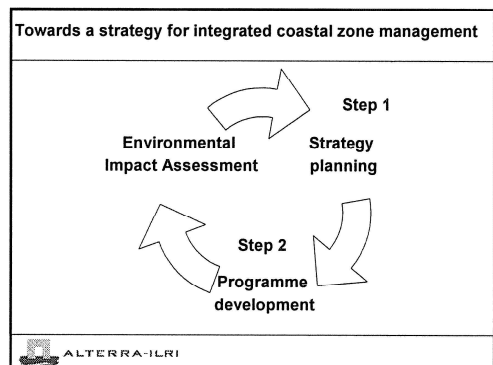 Towards a strategy for integrated coastal zone management
Step 1
Environmental
Impact Assessment
Strategy
planning
Step 2
Programme
development
ALTERRA-ILRI